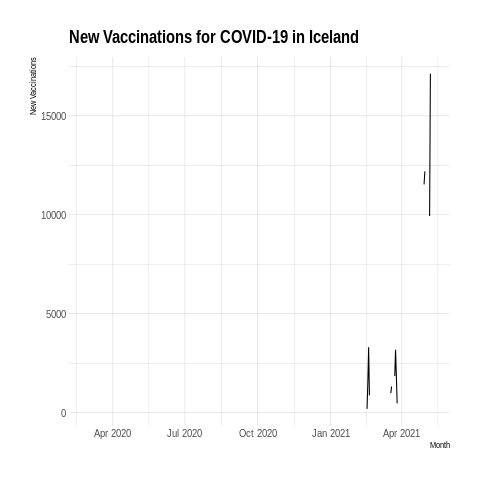 New Vaccinations for COVID-19 in Iceland
New Vaccinations
15000
10000
5000
0
Apr 2020 Jul 2020 Oct 2020 Jan 2021 Apr 2021
Month